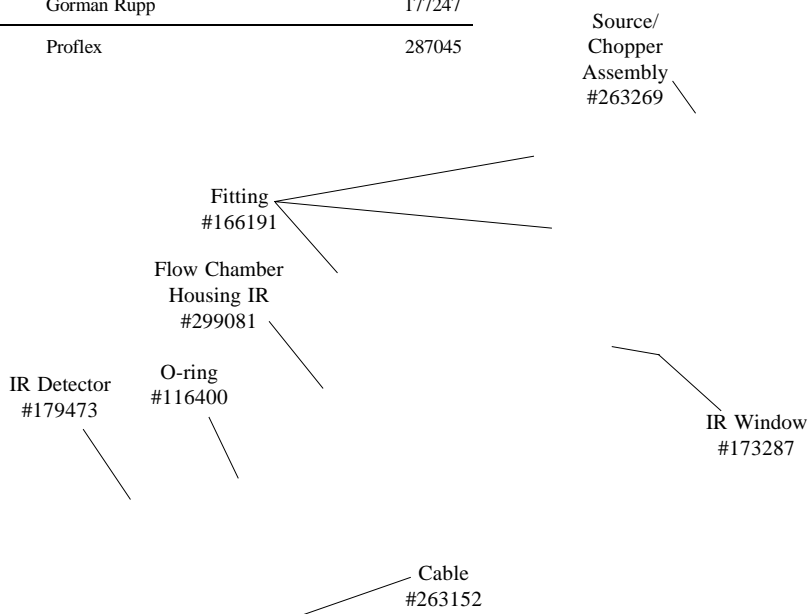 Gorman Rupp 177247
Proflex 287045
Source/
Chopper
Assembly
#263269
Fitting
#166191
Flow Chamber
Housing IR
#299081
O-ring
#116400
IR Detector
#179473
IR Window
#173287
Cable
#263152